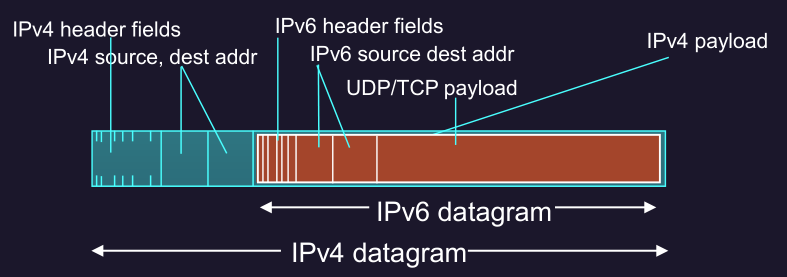 IPv4 header fields
IPv4 source, dest addr
IPv6 header fields
IPv6 source dest addr
UDP/TCP payload
IPv4 payload
IPv6 datagram
IPv4 datagram